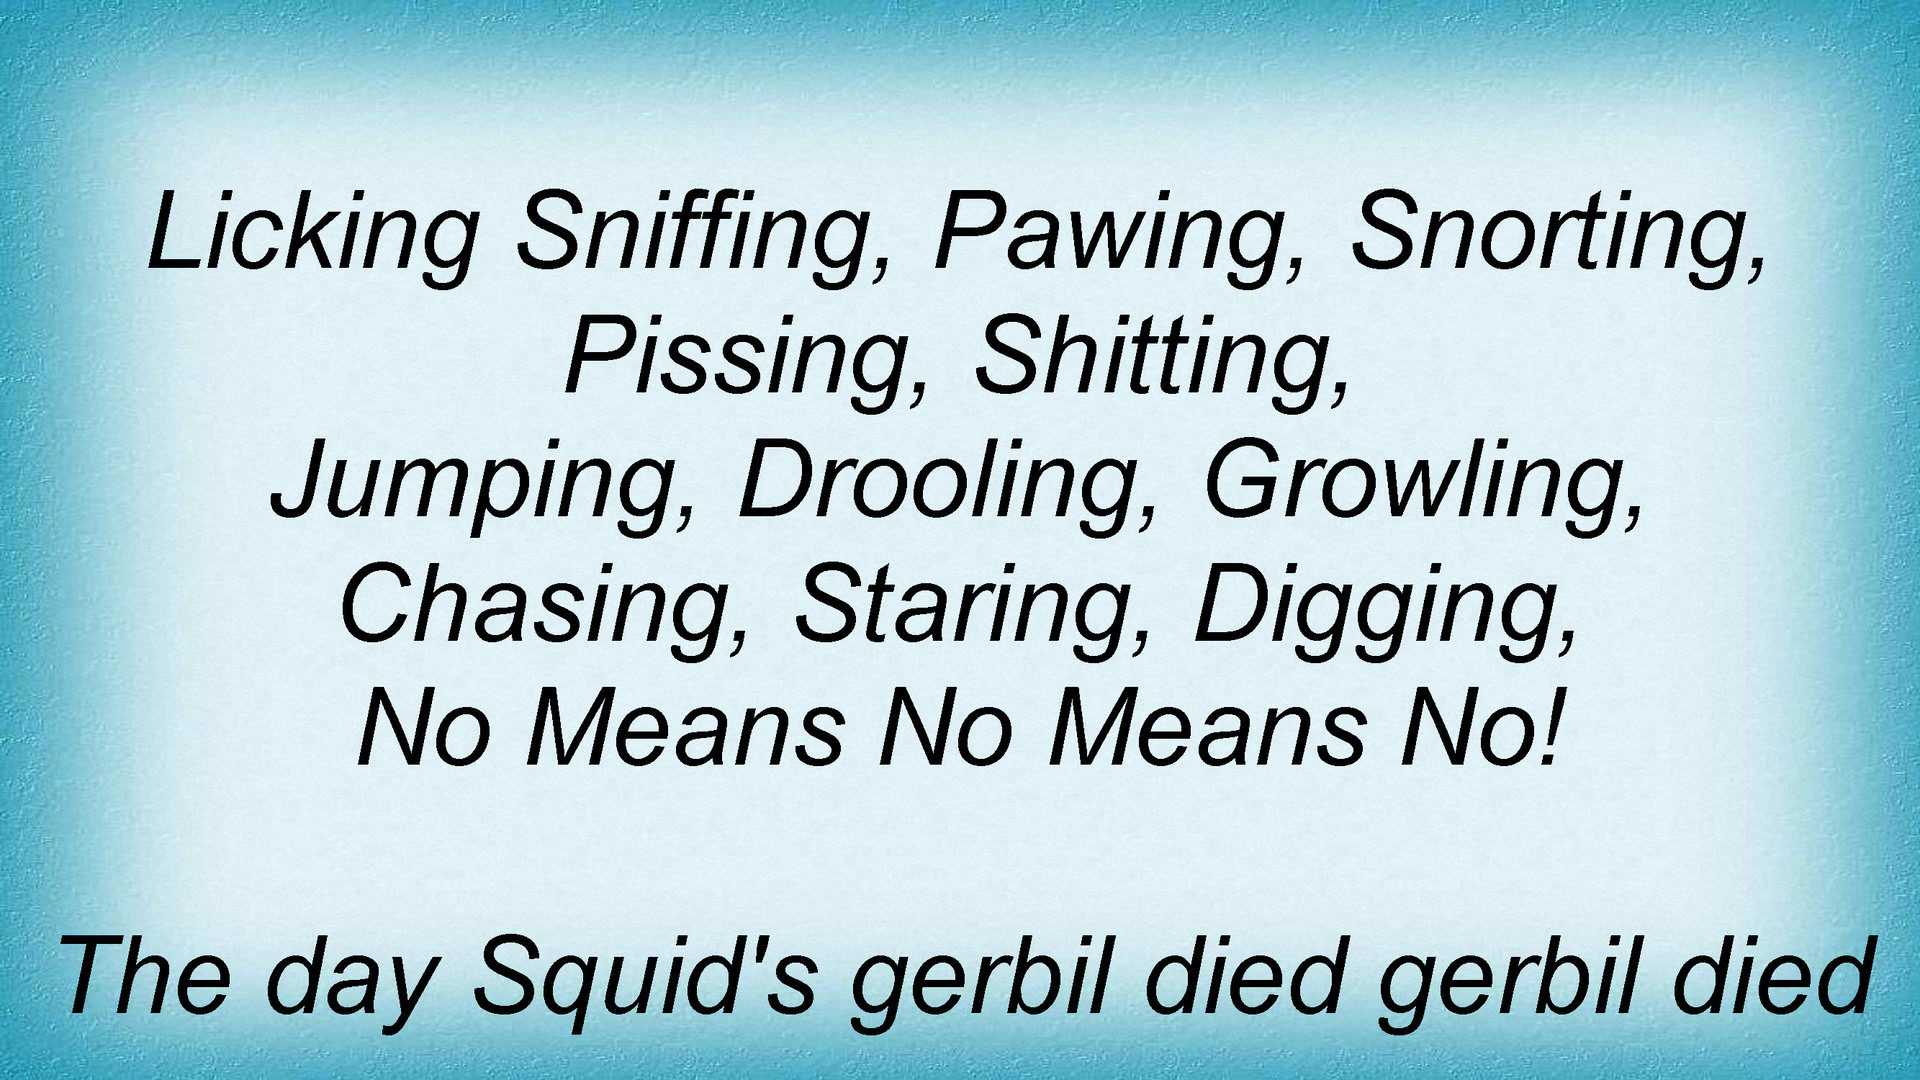 Licking Sniffing, Pawing, Snorting,
Pissing, Shitting,
Jumping, Drooling, Growling,
Chasing, Staring, Digging,
No Means No Means No!
The day Squid's gerbil died gerbil died